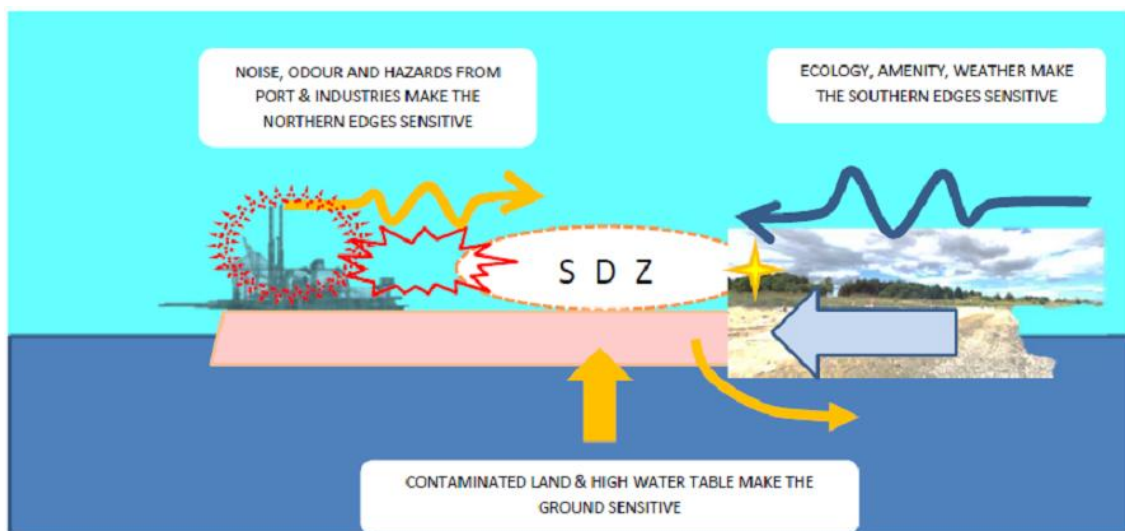 NOISE, ODOUR AND HAZARDS FROM
PORT & INDUSTRIES MAKE THE
NORTHERN EDGES SENSITIVE
ECOLOGY, AMENITY, WEATHER MAKE
THE SOUTHERN EDGES SENSITIVE
S D Z
CONTAMINATED LAND & HIGH WATER TABLE MAKE THE
GROUND SENSITIVE